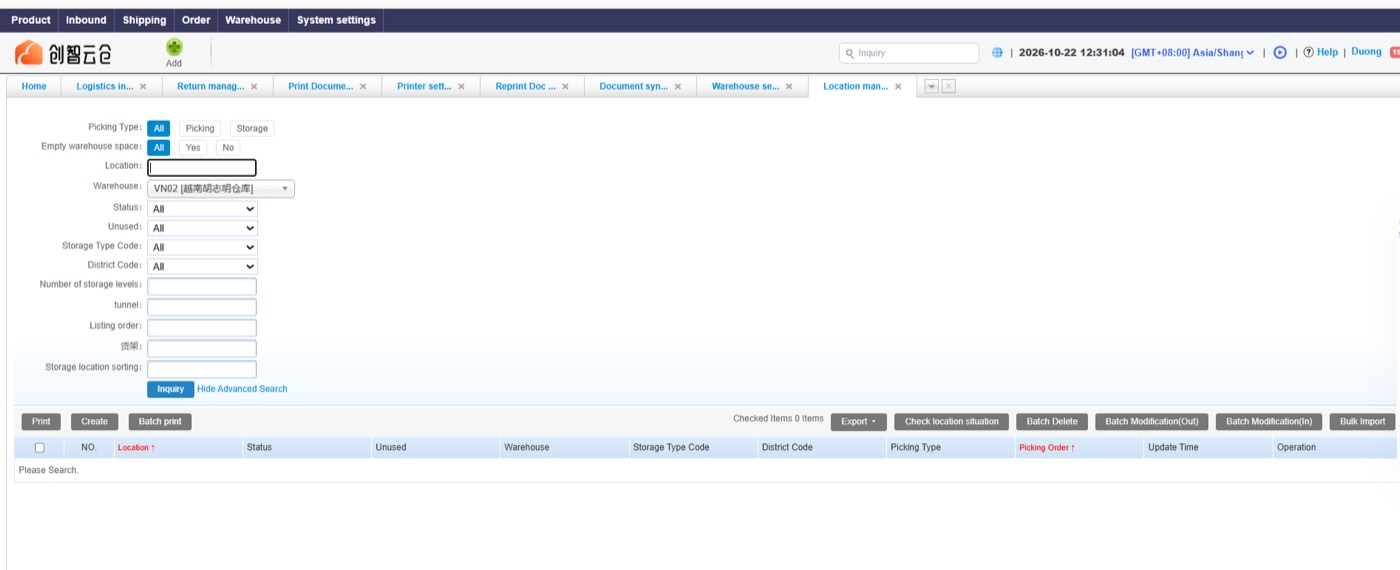 Product Inbound Shipping Order Warehouse System settings
创智云仓 Add Inquiry | 2026-10-22 12:31:04 [GMT+08:00] Asia/Shang | | Help | Duong
Home Logistics in... Return manag... Print Docume... Printer sett... Reprint Doc ... Document syn... Warehouse se... Location man...
Picking Type: All Picking Storage
Empty warehouse space: All Yes No
Location:
Warehouse: VN02 [越南胡志明仓库]
Status: All
Unused: All
Storage Type Code: All
District Code: All
Number of storage levels:
tunnel:
Listing order:
货架:
Storage location sorting:
Inquiry Hide Advanced Search
Print Create Batch print Checked Items 0 Items Export Check location situation Batch Delete Batch Modification(Out) Batch Modification(In) Bulk Import
NO. Location ↑ Status Unused Warehouse Storage Type Code District Code Picking Type Picking Order ↑ Update Time Operation
Please Search.